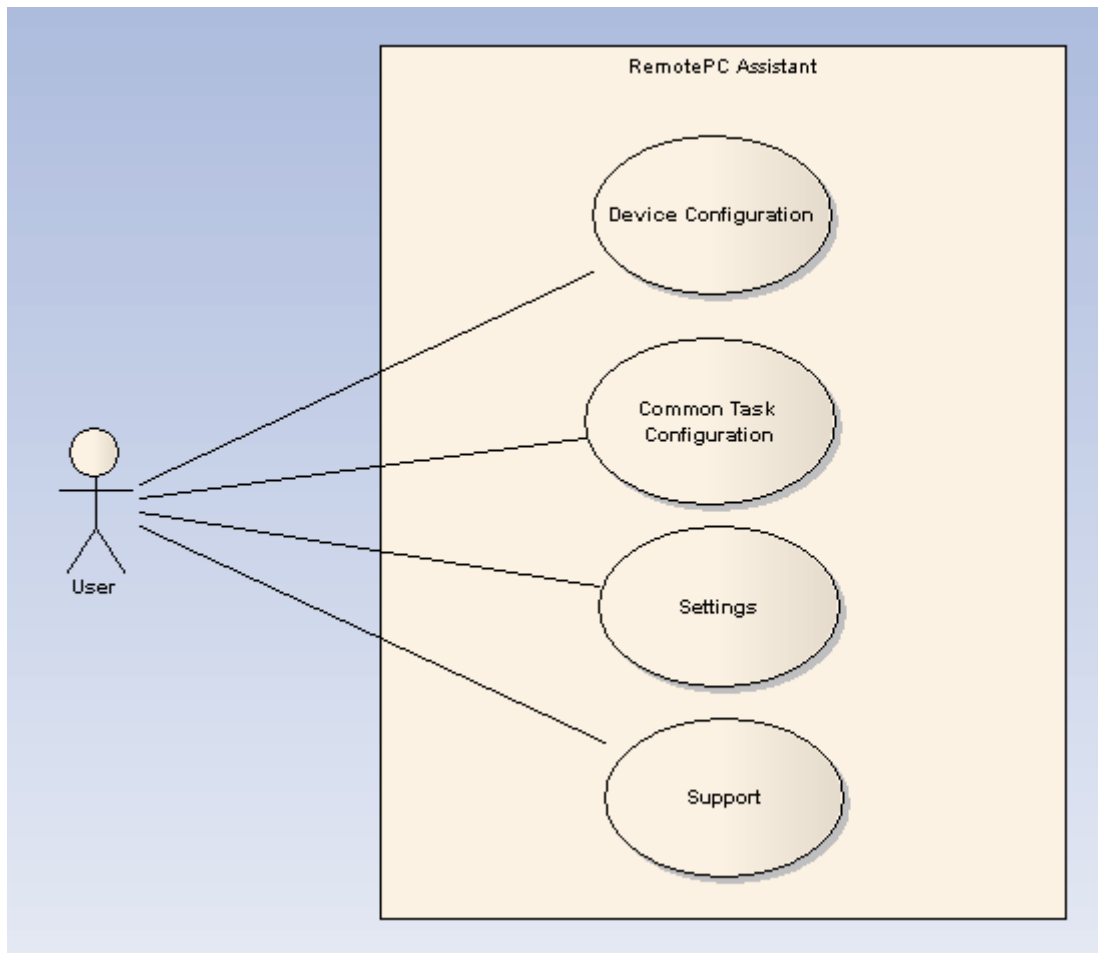 RemotePC Assistant
Device Configuration
Common Task
Configuration
User
Settings
Support